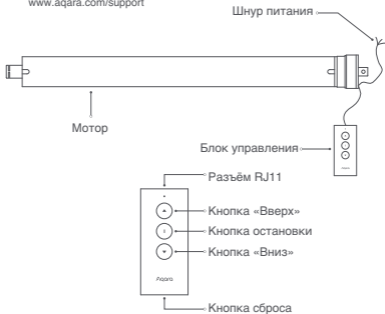 www.aqara.com/support
Шнур питания
Мотор
Блок управления
Разъём RJ11
Кнопка «Вверх»
Кнопка остановки
Кнопка «Вниз»
Aqara
Кнопка сброса